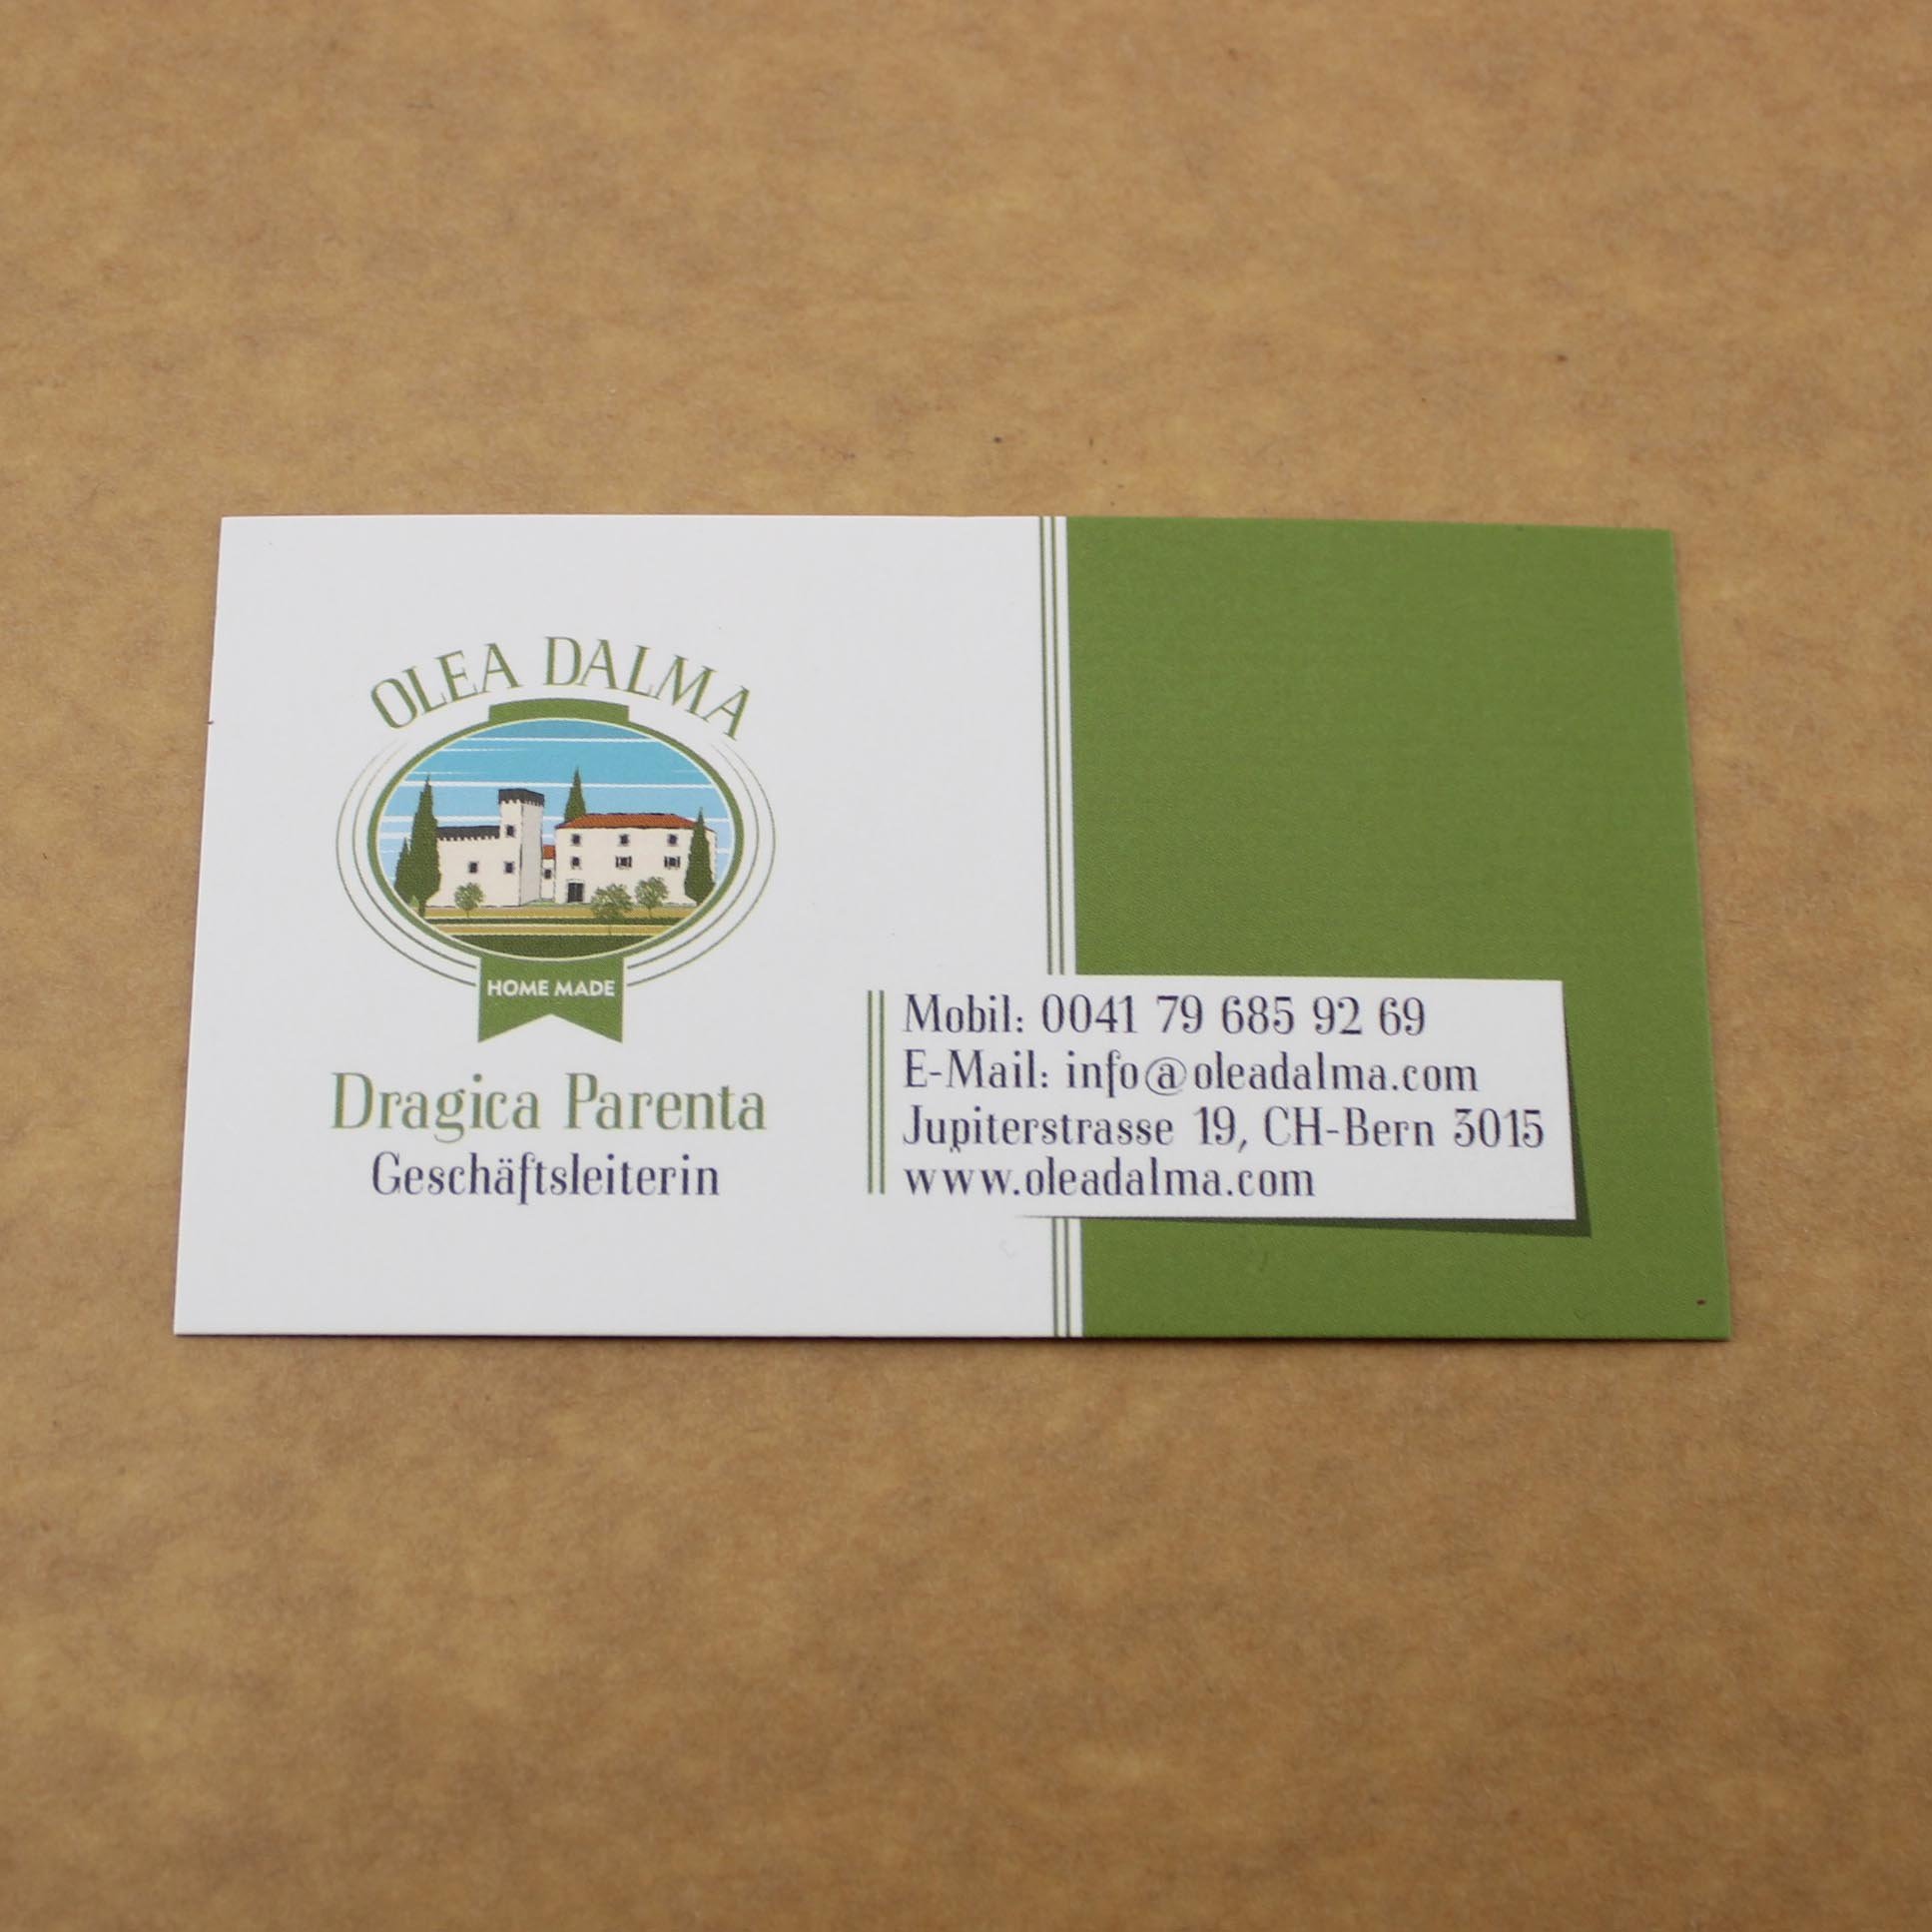 OLEA DALMA
HOME MADE
Dragica Parenta
Geschäftsleiterin
Mobil: 0041 79 685 92 69
E-Mail: info@oleadalma.com
Jupiterstrasse 19, CH-Bern 3015
www.oleadalma.com